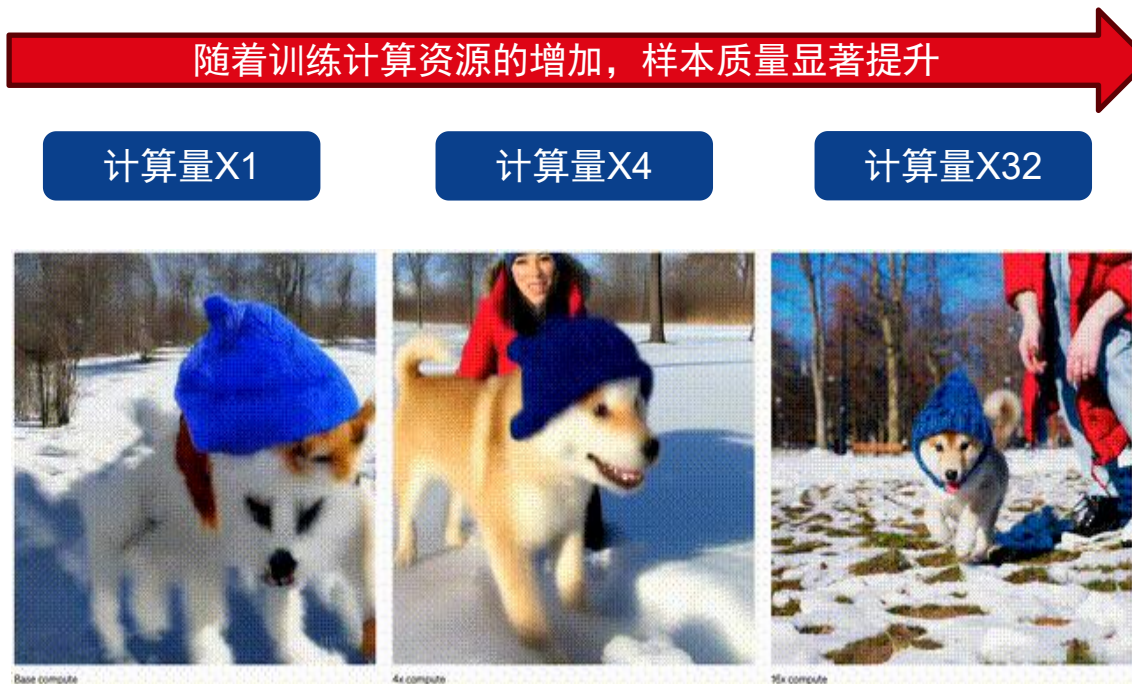 随着训练计算资源的增加，样本质量显著提升
计算量X1
计算量X4
计算量X32
Base compute
4x compute
16x compute